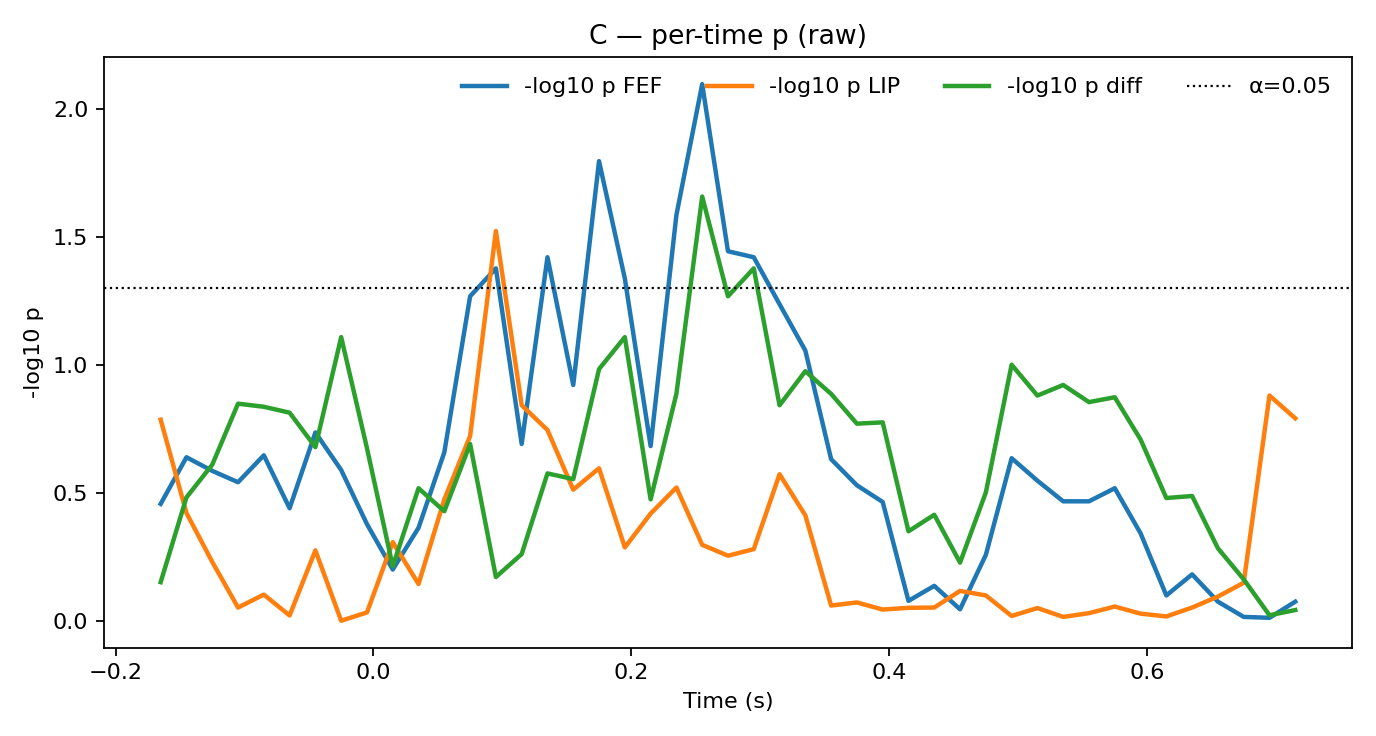 C — per-time p (raw)
-log10 p FEF
-log10 p LIP
-log10 p diff
α=0.05
2.0
1.5
1.0
0.5
0.0
-log10 p
−0.2
0.0
0.2
0.4
0.6
Time (s)